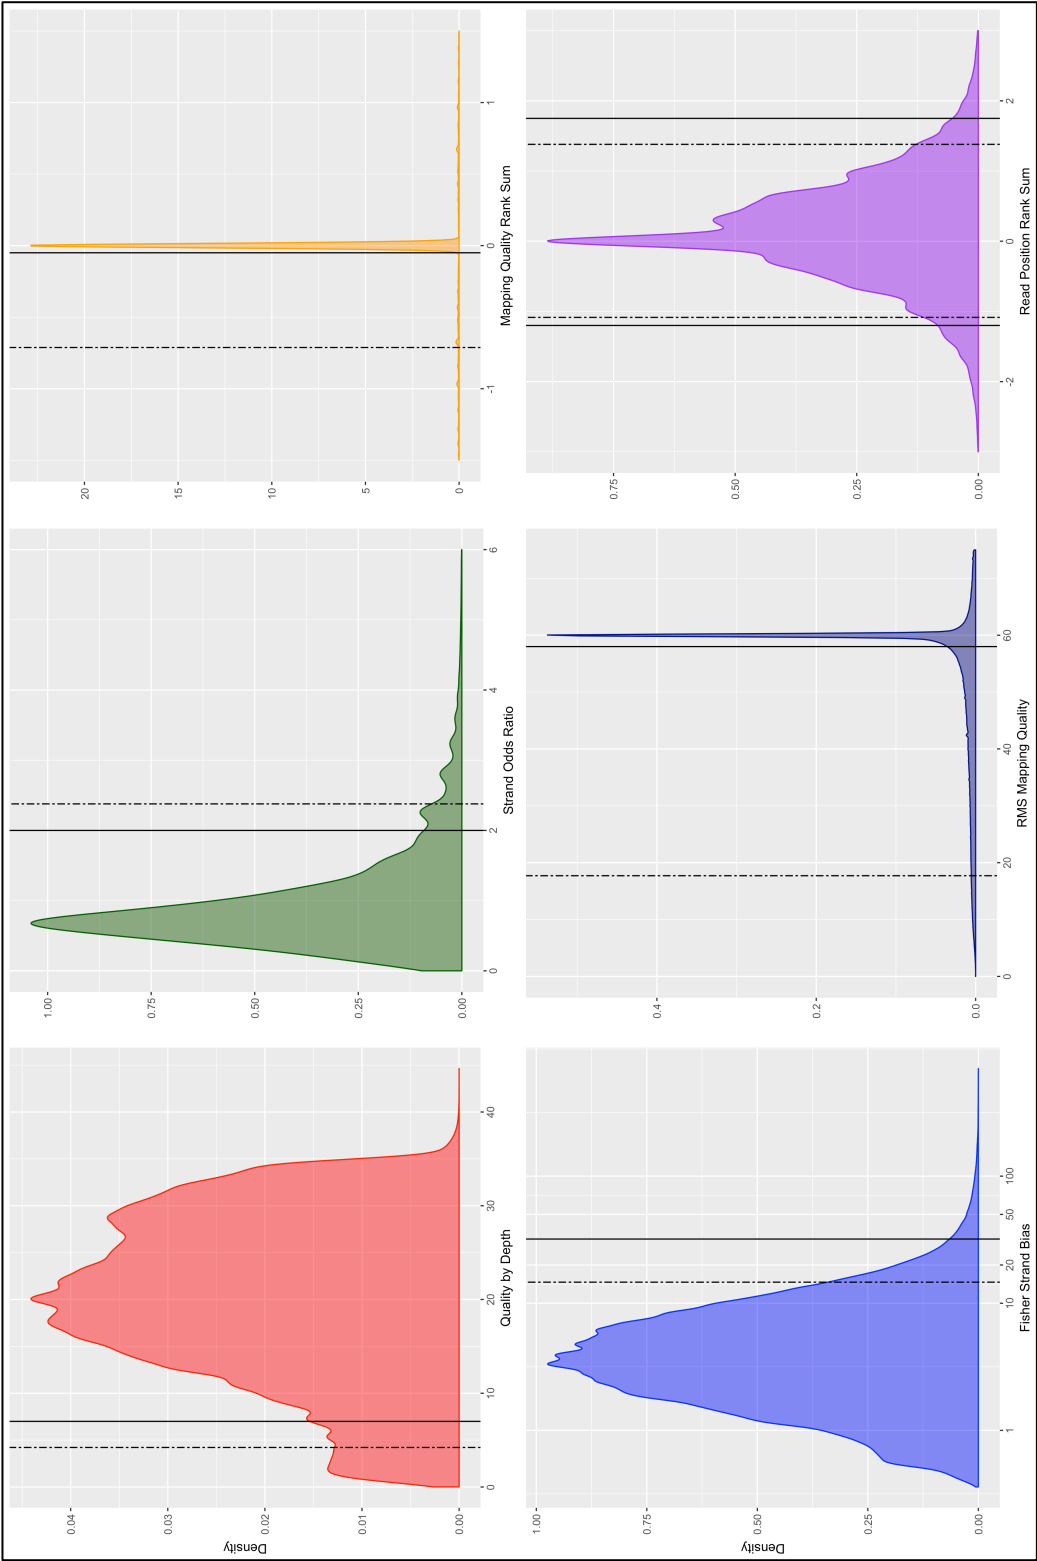 Density
0.04
0.03
0.02
0.01
0.00
0 10 20 30 40
Quality by Depth
1.00
0.75
0.50
0.25
0.00
0 2 4 6
Strand Odds Ratio
20
15
10
5
0
-1 0 1
Mapping Quality Rank Sum
Density
1.00
0.75
0.50
0.25
0.00
1 10 20 50 100
Fisher Strand Bias
0.4
0.2
0.0
0 20 40 60
RMS Mapping Quality
0.75
0.50
0.25
0.00
-2 0 2
Read Position Rank Sum